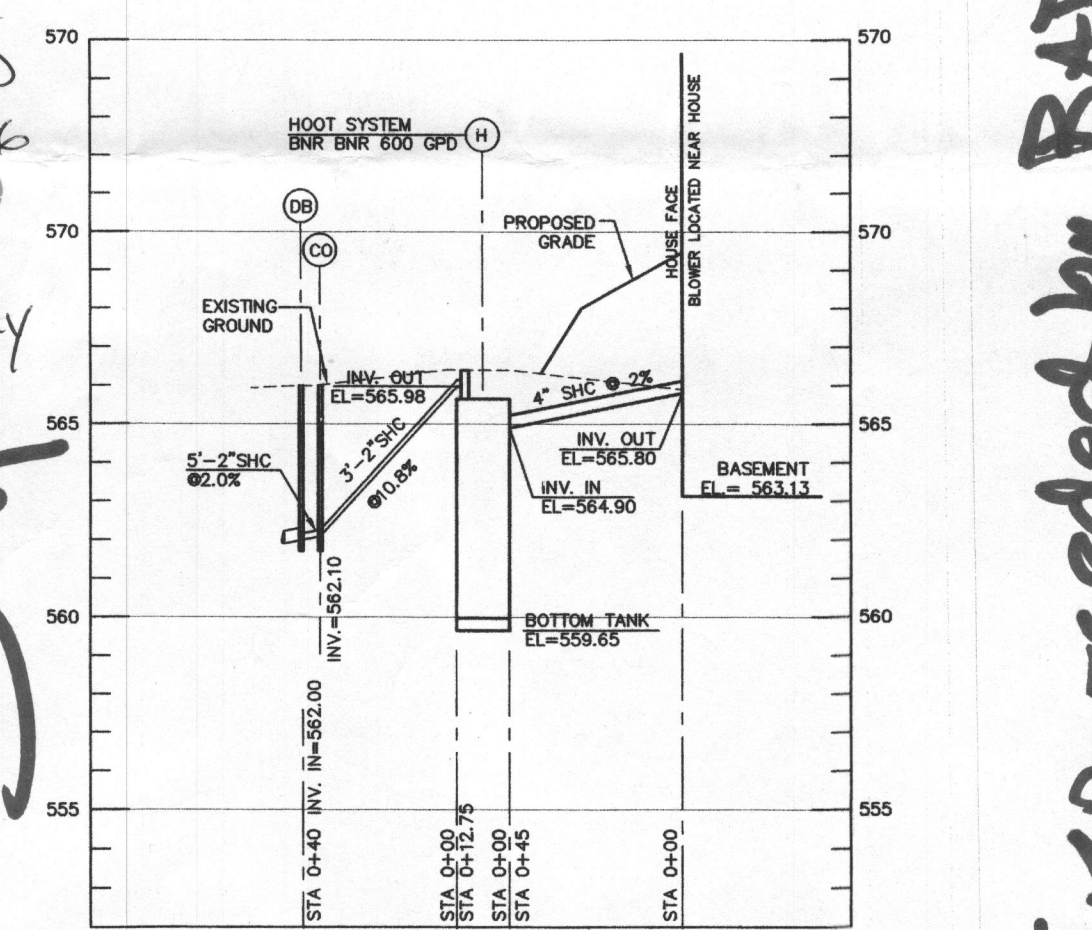 570
570
HOOT SYSTEM
BNR BNR 600 GPD
H
HOUSE FACE
BLOWER LOCATED NEAR HOUSE
DB
CO
PROPOSED
GRADE
570
570
EXISTING
GROUND
INV. OUT
EL=565.98
4" SHC @ 2%
565
565
5'-2"SHC
@2.0%
3'-2"SHC
@10.8%
INV. OUT
EL=565.80
INV. IN
EL=564.90
BASEMENT
EL.= 563.13
INV.=562.10
560
560
BOTTOM TANK
EL=559.65
555
555
STA 0+40 INV. IN=562.00
STA 0+00
STA 0+12.75
STA 0+00
STA 0+45
STA 0+00